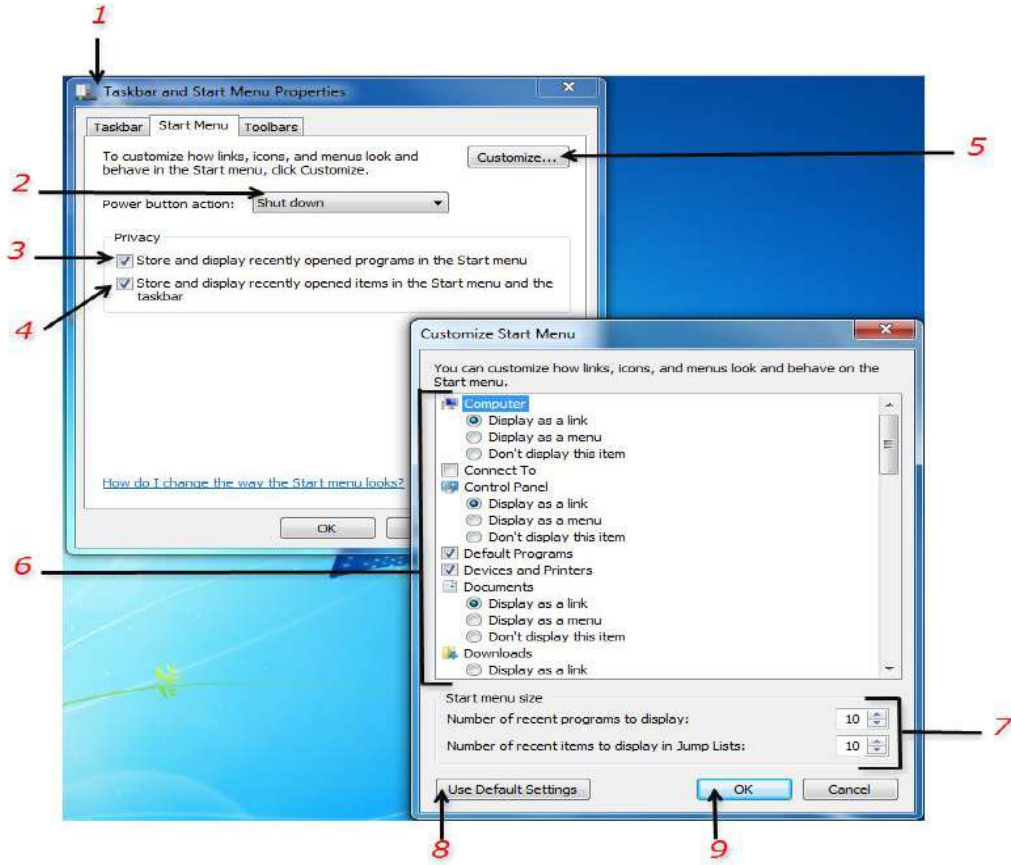 1
Taskbar and Start Menu Properties
Taskbar
Start Menu
Toolbars
To customize how links, icons, and menus look and
behave in the Start menu, click Customize.
Customize...
5
2
Power button action:
Shut down
Privacy
3
Store and display recently opened programs in the Start menu
Store and display recently opened items in the Start menu and the
taskbar
4
How do I change the way the Start menu looks?
OK
Customize Start Menu
You can customize how links, icons, and menus look and behave on the
Start menu.
Computer
Display as a link
Display as a menu
Don't display this item
Connect To
Control Panel
Display as a link
Display as a menu
Don't display this item
6
Default Programs
Devices and Printers
Documents
Display as a link
Display as a menu
Don't display this item
Downloads
Display as a link
Start menu size
Number of recent programs to display:
10
7
Number of recent items to display in Jump Lists:
10
Use Default Settings
OK
Cancel
8
9